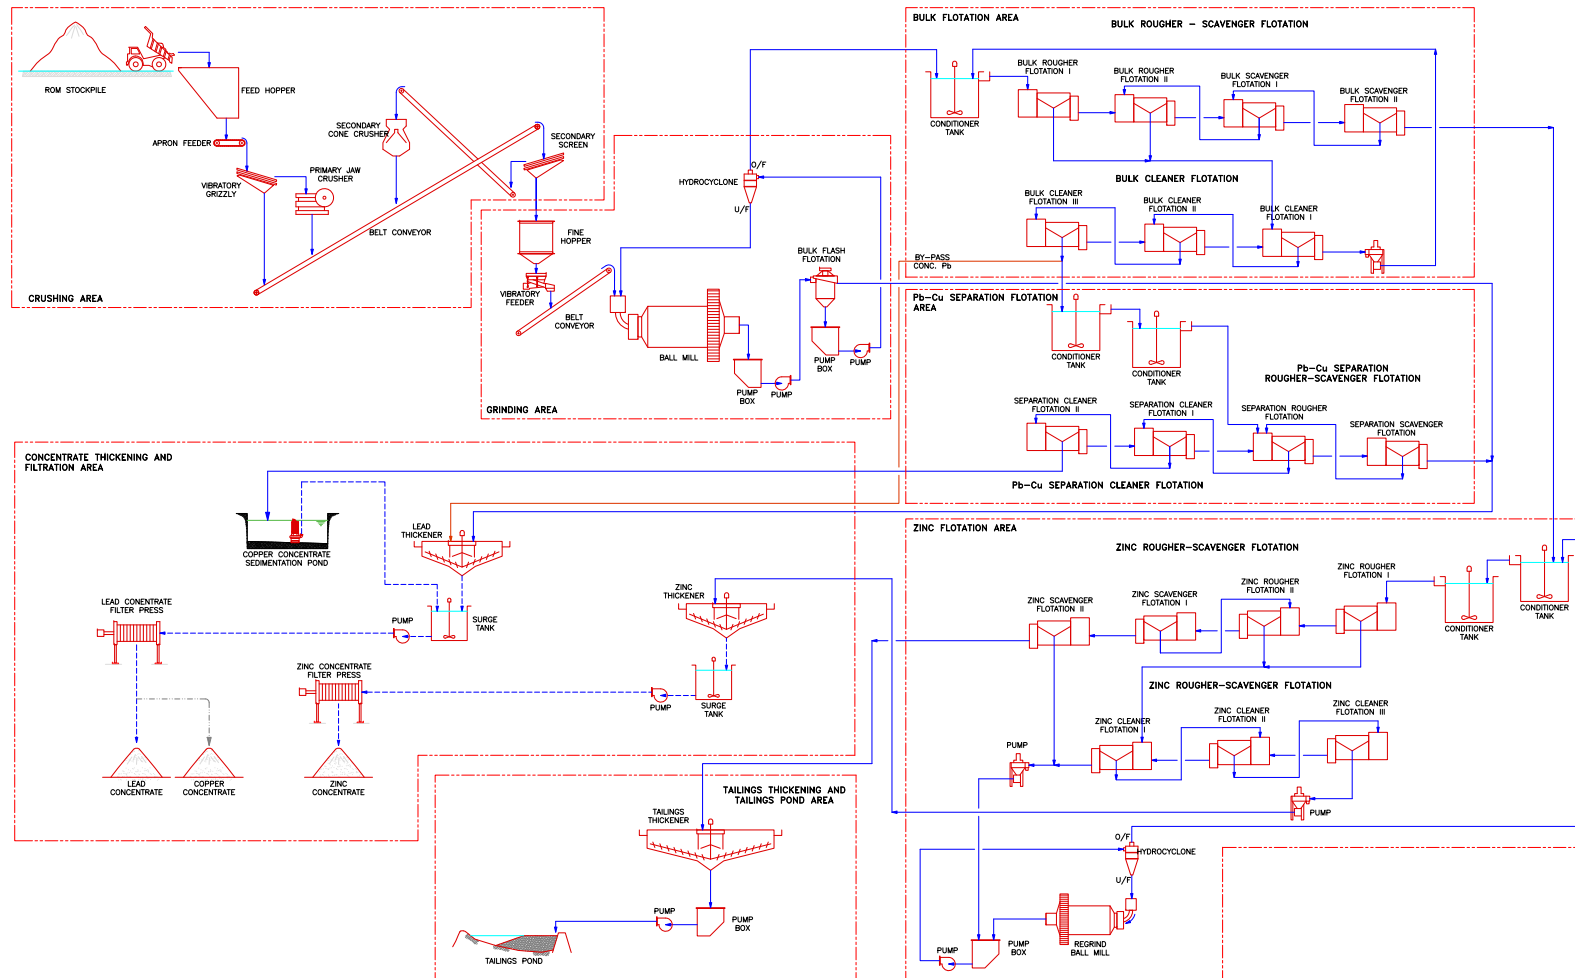 ROM STOCKPILE
FEED HOPPER
APRON FEEDER
VIBRATORY
GRIZZLY
PRIMARY JAW
CRUSHER
SECONDARY
CONE CRUSHER
BELT CONVEYOR
SECONDARY
SCREEN
CRUSHING AREA
FINE
HOPPER
VIBRATORY
FEEDER
BELT
CONVEYOR
HYDROCYCLONE
O/F
U/F
BULK FLASH
FLOTATION
BALL MILL
PUMP
BOX
PUMP
PUMP
BOX
PUMP
GRINDING AREA
BULK FLOTATION AREA
BULK ROUGHER - SCAVENGER FLOTATION
CONDITIONER
TANK
BULK ROUGHER
FLOTATION I
BULK ROUGHER
FLOTATION II
BULK SCAVENGER
FLOTATION I
BULK SCAVENGER
FLOTATION II
BULK CLEANER FLOTATION
BULK CLEANER
FLOTATION III
BULK CLEANER
FLOTATION II
BULK CLEANER
FLOTATION I
BY-PASS
CONC. Pb
Pb-Cu SEPARATION FLOTATION
AREA
CONDITIONER
TANK
CONDITIONER
TANK
Pb-Cu SEPARATION
ROUGHER-SCAVENGER FLOTATION
SEPARATION CLEANER
FLOTATION II
SEPARATION CLEANER
FLOTATION I
SEPARATION ROUGHER
FLOTATION
SEPARATION SCAVENGER
FLOTATION
Pb-Cu SEPARATION CLEANER FLOTATION
CONCENTRATE THICKENING AND
FILTRATION AREA
COPPER CONCENTRATE
SEDIMENTATION POND
LEAD
THICKENER
SURGE
TANK
PUMP
LEAD CONENTRATE
FILTER PRESS
ZINC CONCENTRATE
FILTER PRESS
ZINC
THICKENER
SURGE
TANK
PUMP
LEAD
CONCENTRATE
COPPER
CONCENTRATE
ZINC
CONCENTRATE
ZINC FLOTATION AREA
ZINC ROUGHER-SCAVENGER FLOTATION
ZINC SCAVENGER
FLOTATION II
ZINC SCAVENGER
FLOTATION I
ZINC ROUGHER
FLOTATION II
ZINC ROUGHER
FLOTATION I
CONDITIONER
TANK
CONDITIONER
TANK
ZINC ROUGHER-SCAVENGER FLOTATION
ZINC CLEANER
FLOTATION I
ZINC CLEANER
FLOTATION II
ZINC CLEANER
FLOTATION III
PUMP
PUMP
O/F
HYDROCYCLONE
U/F
REGRIND
BALL MILL
PUMP
BOX
PUMP
TAILINGS THICKENING AND
TAILINGS POND AREA
TAILINGS
THICKENER
PUMP
PUMP
BOX
TAILINGS POND